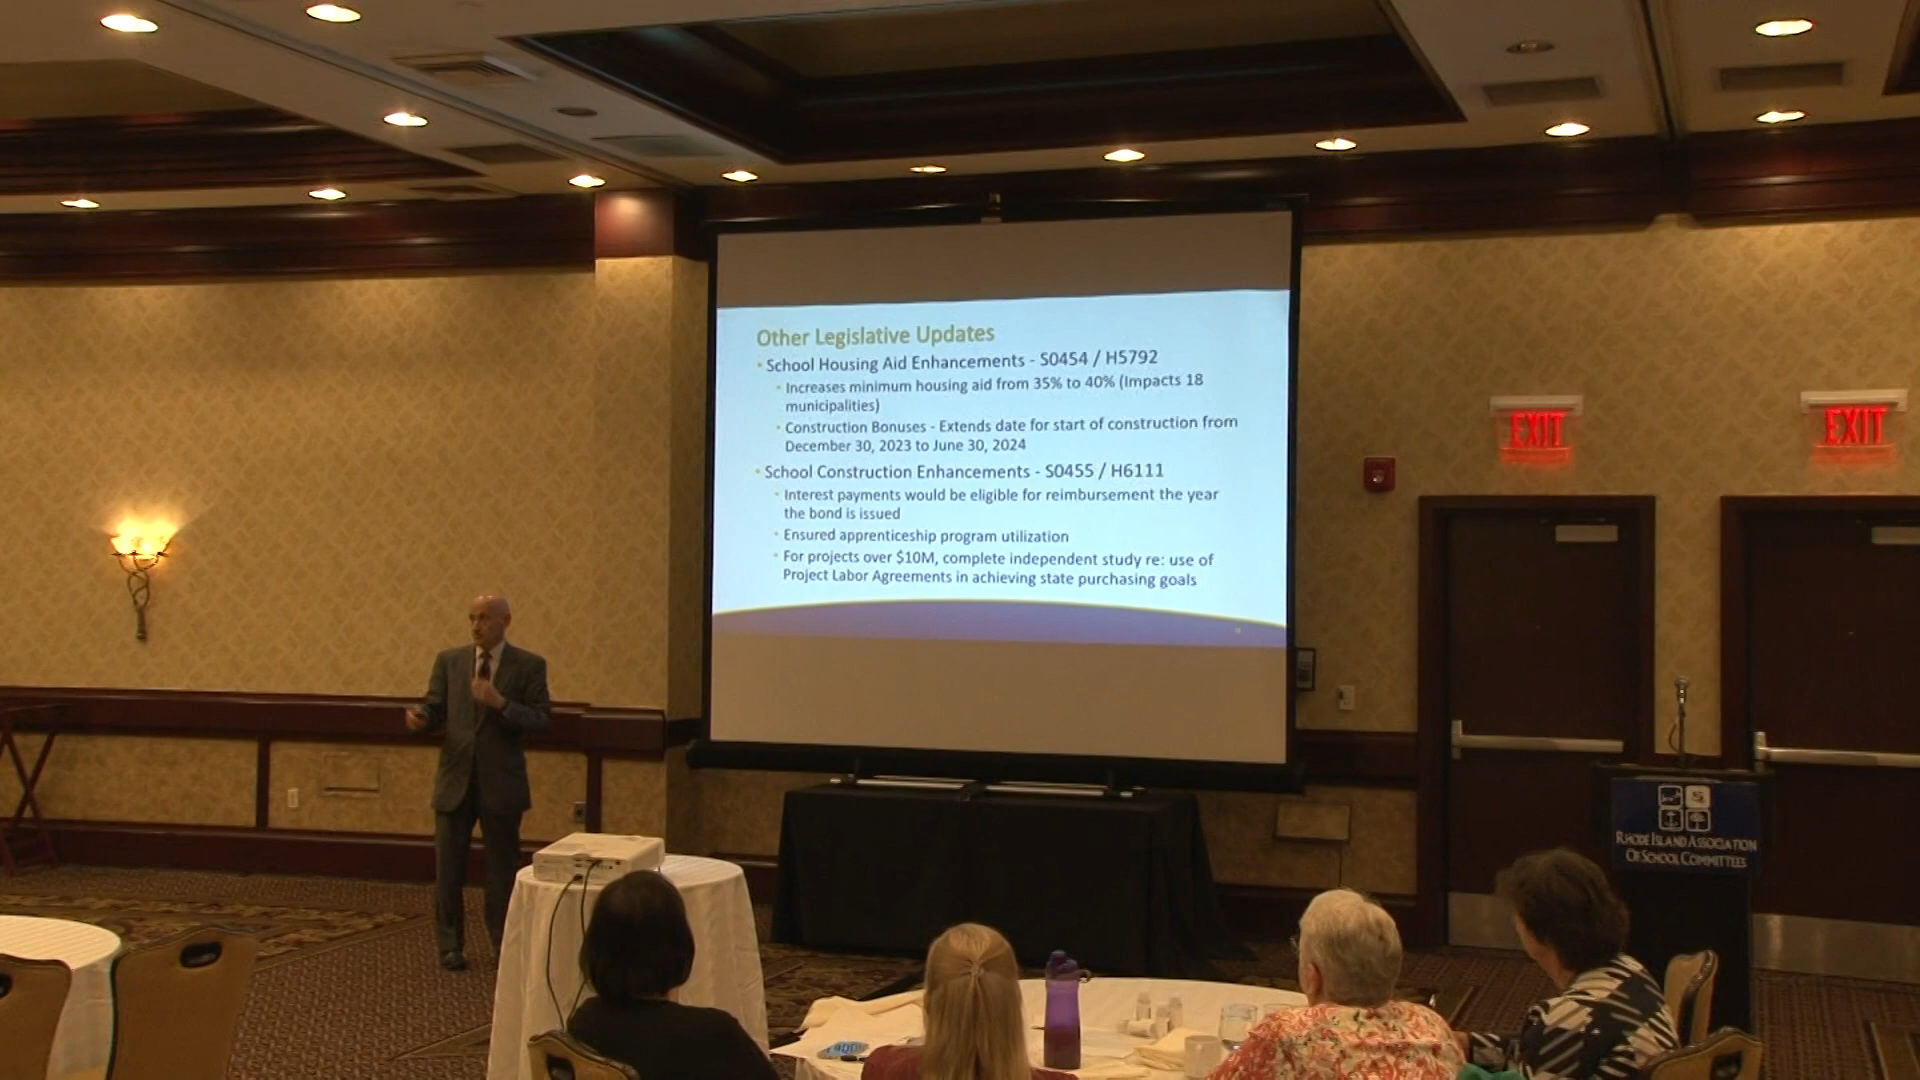 Other Legislative Updates
• School Housing Aid Enhancements - S0454 / H5792
• Increases minimum housing aid from 35% to 40% (Impacts 18
municipalities)
• Construction Bonuses - Extends date for start of construction from
December 30, 2023 to June 30, 2024
• School Construction Enhancements - S0455 / H6111
• Interest payments would be eligible for reimbursement the year
the bond is issued
• Ensured apprenticeship program utilization
• For projects over $10M, complete independent study re: use of
Project Labor Agreements in achieving state purchasing goals
EXIT
EXIT
RHODE ISLAND ASSOCIATION
OF SCHOOL COMMITTEES